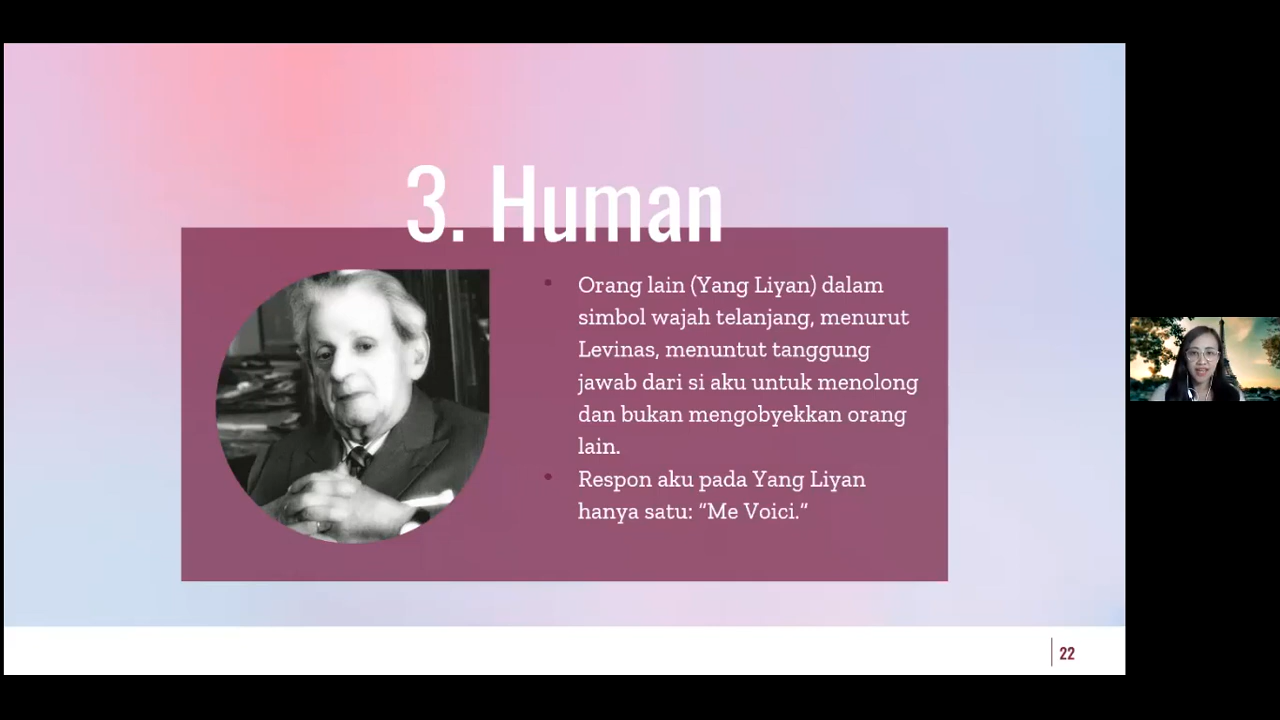 3. Human
Orang lain (Yang Liyan) dalam
simbol wajah telanjang, menurut
Levinas, menuntut tanggung
jawab dari si aku untuk menolong
dan bukan mengobyekkan orang
lain.
Respon aku pada Yang Liyan
hanya satu: “Me Voici.“
22